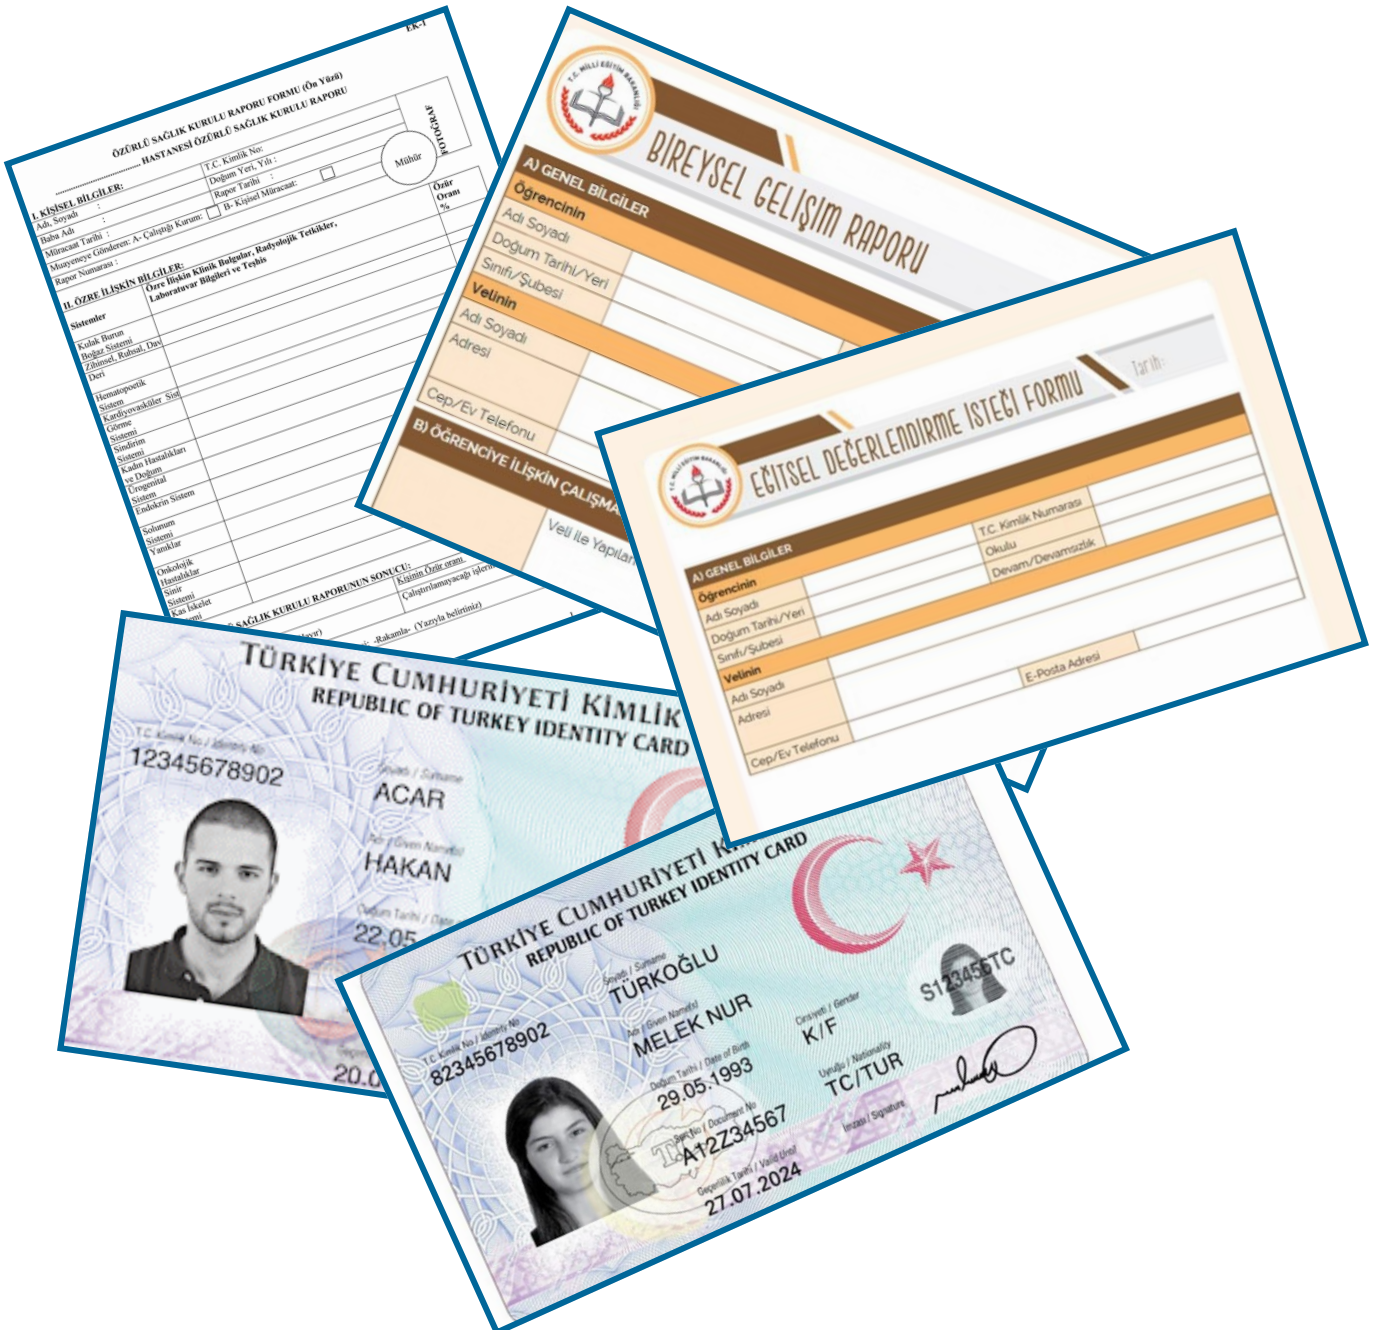 EK-1
ÖZÜRLÜ SAĞLIK KURULU RAPORU FORMU (Ön Yüzü)
HASTANESİ ÖZÜRLÜ SAĞLIK KURULU RAPORU
I. KİŞİSEL BİLGİLER:
Adı, Soyadı :
Baba Adı :
Müracaat Tarihi :
Muayeneye Gönderen: A- Çalıştığı Kurum: B- Kişisel Müracaat:
Rapor Numarası :
T.C. Kimlik No:
Doğum Yeri, Yılı :
Rapor Tarihi :
FOTOĞRAF
Mühür
II. ÖZRE İLİŞKİN BİLGİLER:
Sistemler
Özre İlişkin Klinik Bulgular, Radyolojik Tetkikler,
Laboratuvar Bilgileri ve Teşhis
Özür
Oranı
%
Kulak Burun
Boğaz Sistemi
Zihinsel, Ruhsal, Dav
Deri
Hematopoetik
Sistem
Kardiyovasküler Sist
Görme
Sistemi
Sindirim
Sistemi
Kadın Hastalıkları
ve Doğum
Ürogenital
Sistem
Endokrin Sistem
Solunum
Sistemi
Yanıklar
Onkolojik
Hastalıklar
Sinir
Sistemi
Kas İskelet
SAĞLIK KURULU RAPORUNUN SONUCU:
Kişinin Özür oranı:
Çalıştırılamayacağı işlerin
-Rakamla- (Yazıyla belirtiniz)
T.C. MİLLİ EĞİTİM BAKANLIĞI
BİREYSEL GELİŞİM RAPORU
A) GENEL BİLGİLER
Öğrencinin
Adı Soyadı
Doğum Tarihi/Yeri
Sınıfı/Şubesi
Velinin
Adı Soyadı
Adresi
Cep/Ev Telefonu
B) ÖĞRENCİYE İLİŞKİN ÇALIŞMA
Veli ile Yapılan
T.C. MİLLİ EĞİTİM BAKANLIĞI
EĞİTSEL DEĞERLENDİRME İSTEĞİ FORMU
Tarih:
A) GENEL BİLGİLER
Öğrencinin
Adı Soyadı
T.C. Kimlik Numarası
Doğum Tarihi/Yeri
Okulu
Sınıfı/Şubesi
Devam/Devamsızlık
Velinin
Adı Soyadı
Adresi
Cep/Ev Telefonu
E-Posta Adresi
TÜRKİYE CUMHURİYETİ KİMLİK
REPUBLIC OF TURKEY IDENTITY CARD
T.C. Kimlik No / Identity No
12345678902
Soyadı / Surname
ACAR
Adı / Given Name(s)
HAKAN
Doğum Tarihi / Date
22.05
20.0
TÜRKİYE CUMHURİYETİ
REPUBLIC OF TURKEY IDENTITY CARD
T.C. Kimlik No / Identity No
82345678902
Soyadı / Surname
TÜRKOĞLU
Adı / Given Name(s)
MELEK NUR
Doğum Tarihi / Date of Birth
29.05.1993
Cinsiyeti / Gender
K/F
Seri No / Document No
A12Z34567
Uyruğu / Nationality
TC/TUR
Geçerlilik Tarihi / Valid Until
27.07.2024
İmzası / Signature
S123456TC